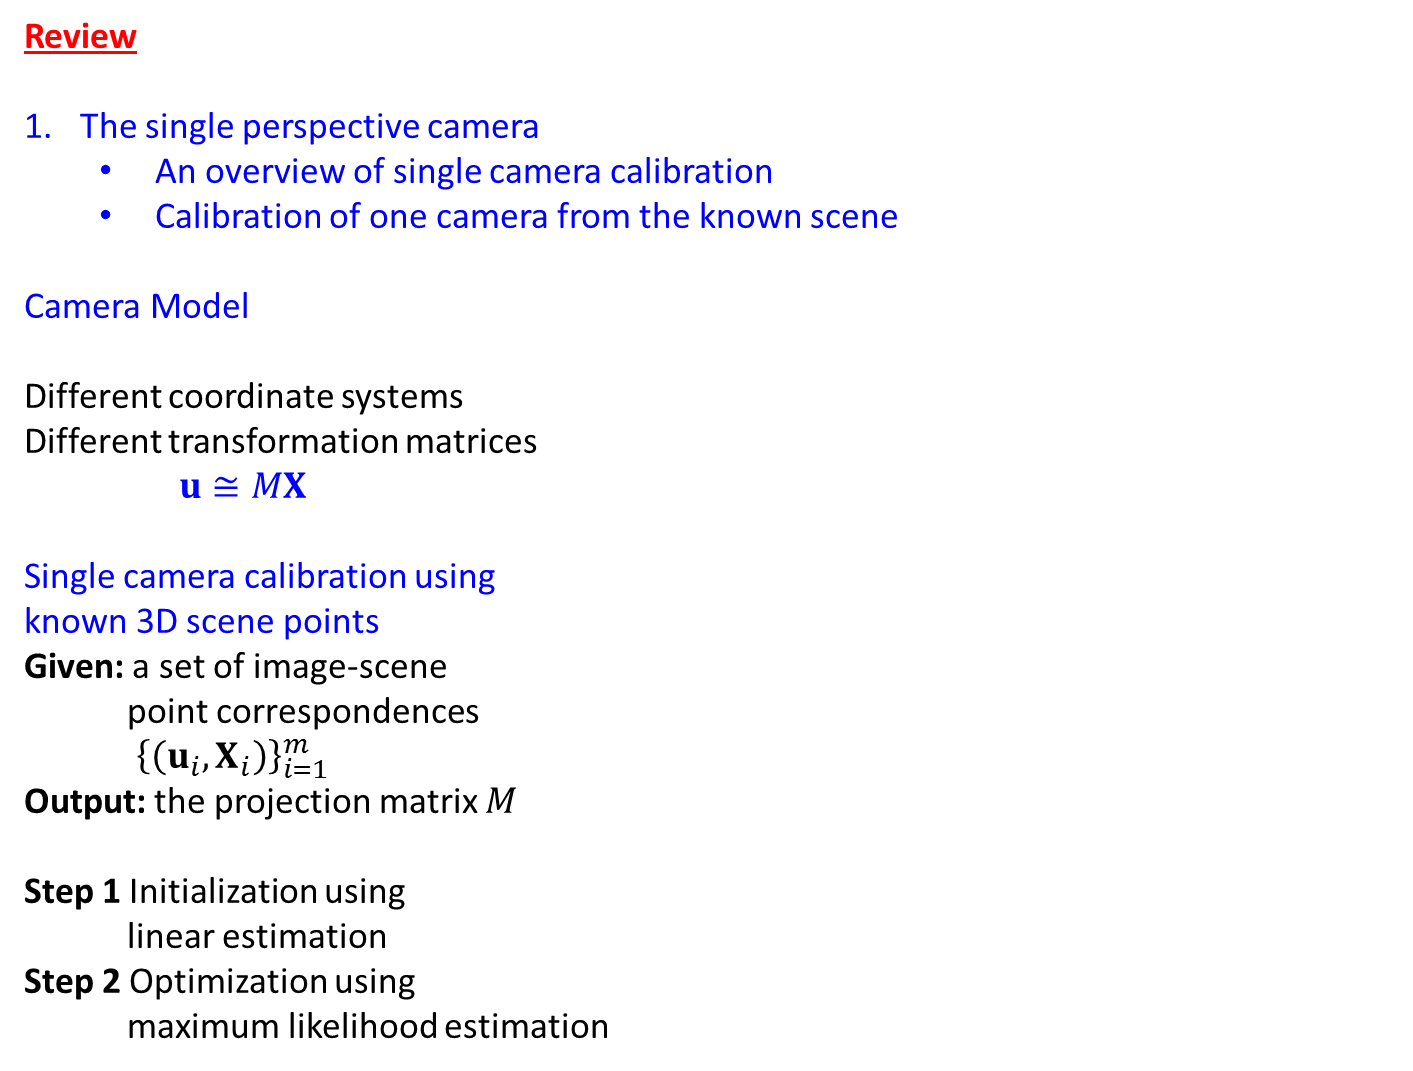 Review
1. The single perspective camera
• An overview of single camera calibration
• Calibration of one camera from the known scene
Camera Model
Different coordinate systems
Different transformation matrices
𝐮 ≅ 𝑀𝐗
Single camera calibration using
known 3D scene points
Given: a set of image-scene
point correspondences
{(𝐮ᵢ, 𝐗ᵢ)}ᵢ₌₁ᵐ
Output: the projection matrix 𝑀
Step 1 Initialization using
linear estimation
Step 2 Optimization using
maximum likelihood estimation